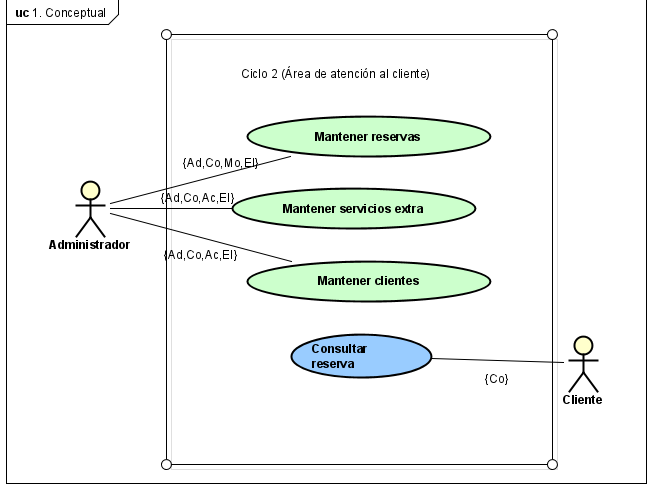 uc 1. Conceptual
Ciclo 2 (Área de atención al cliente)
Mantener reservas
{Ad,Co,Mo,El}
{Ad,Co,Ac,El}
Mantener servicios extra
Administrador
{Ad,Co,Ac,El}
Mantener clientes
Consultar
reserva
{Co}
Cliente